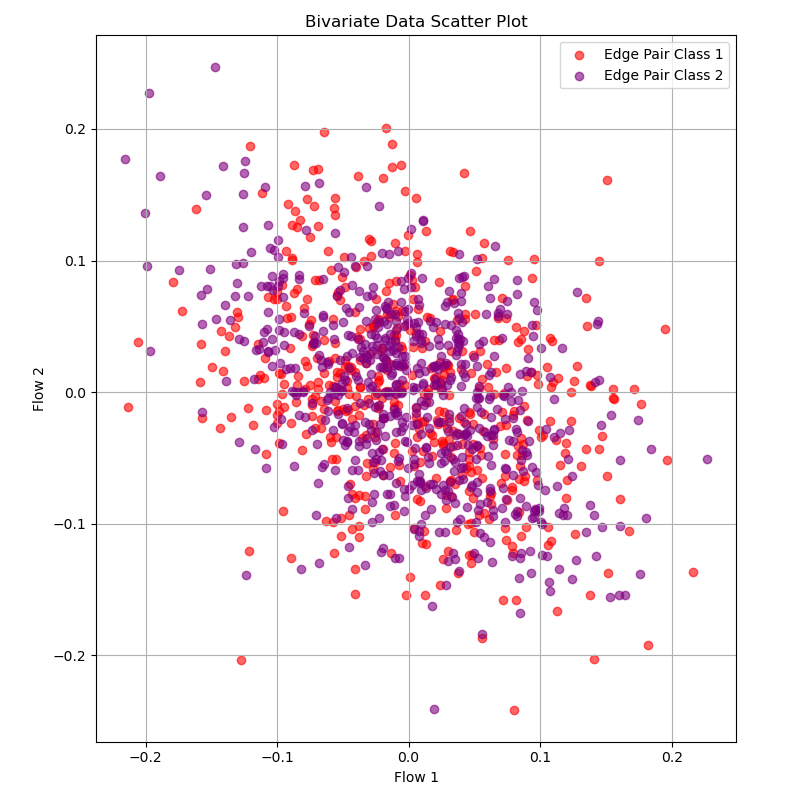 Bivariate Data Scatter Plot
Edge Pair Class 1
Edge Pair Class 2
0.2
0.1
0.0
−0.1
−0.2
Flow 2
−0.2
−0.1
0.0
0.1
0.2
Flow 1